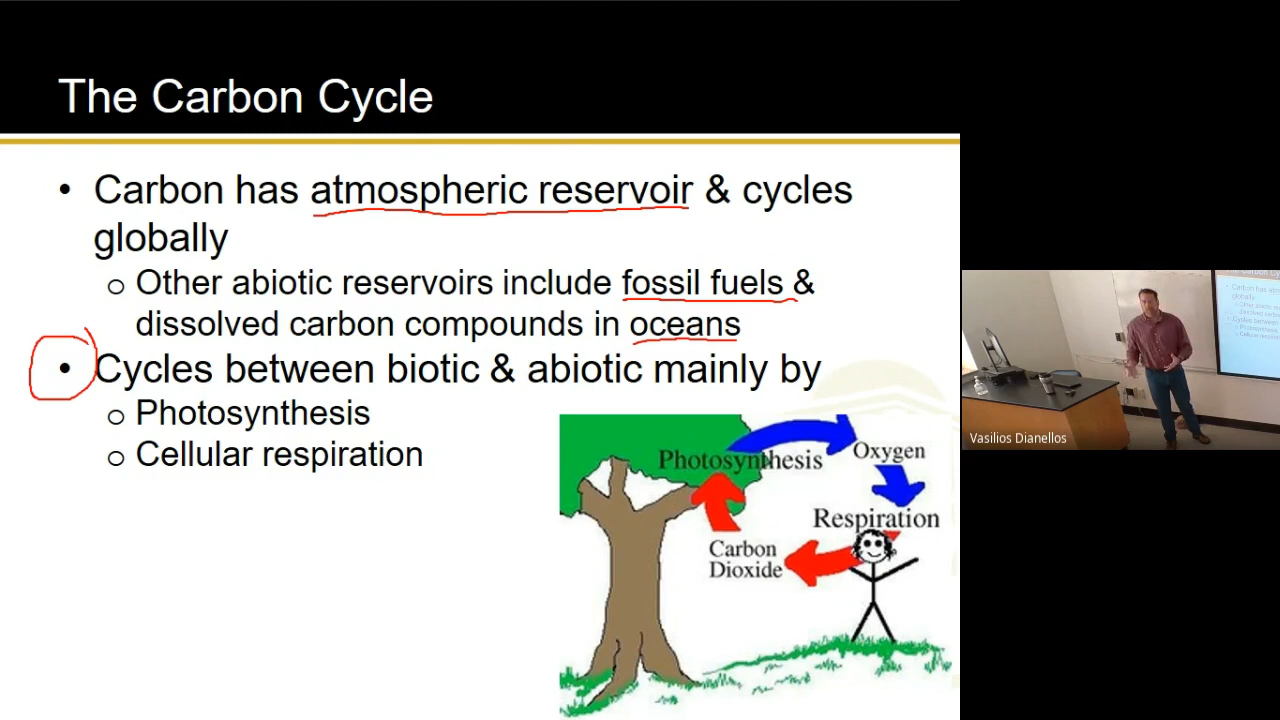 The Carbon Cycle
• Carbon has atmospheric reservoir & cycles
globally
o Other abiotic reservoirs include fossil fuels &
dissolved carbon compounds in oceans
• Cycles between biotic & abiotic mainly by
o Photosynthesis
o Cellular respiration
Photosynthesis
Oxygen
Respiration
Carbon
Dioxide
Vasilios Dianellos